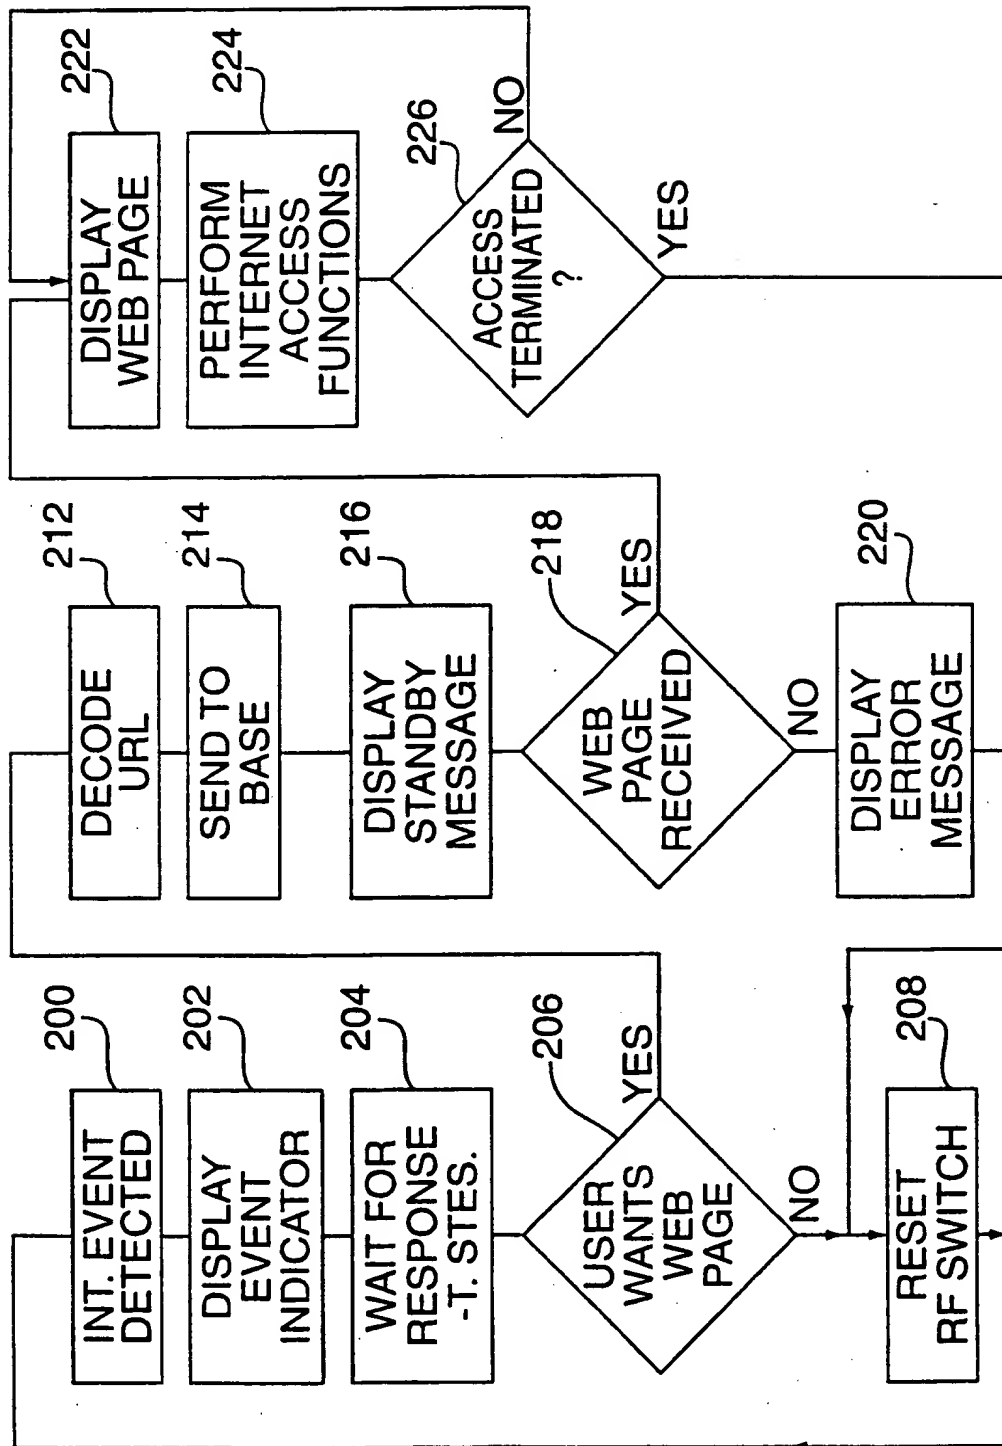 INT. EVENT
DETECTED
200
DISPLAY
EVENT
INDICATOR
202
WAIT FOR
RESPONSE
-T. STES.
204
USER
WANTS
WEB
PAGE
206
YES
NO
RESET
RF SWITCH
208
DECODE
URL
212
SEND TO
BASE
214
DISPLAY
STANDBY
MESSAGE
216
WEB
PAGE
RECEIVED
218
YES
NO
DISPLAY
ERROR
MESSAGE
220
DISPLAY
WEB PAGE
222
PERFORM
INTERNET
ACCESS
FUNCTIONS
224
ACCESS
TERMINATED
?
226
NO
YES